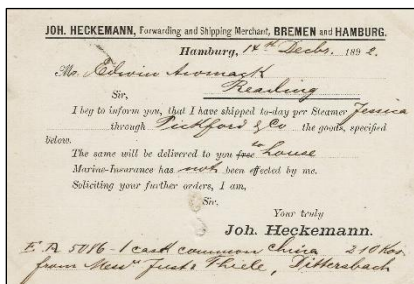 JOH. HECKEMANN, Forwarding and Shipping Merchant, BREMEN and HAMBURG.
Hamburg, 14th Decbr. 1892.
Mr. Edwin
Reading
Sir,
I beg to inform you, that I have shipped to-day per Steamer Jessica
through Pickford & Co the goods, specified
below.
The same will be delivered to you free to house
Marine-Insurance has not been effected by me.
Soliciting your further orders, I am,
Sir,
Your truly
Joh. Heckemann.
5086 - 1 cask common China 210 Kos.
from Messrs Just & Thiele, Dittersbach